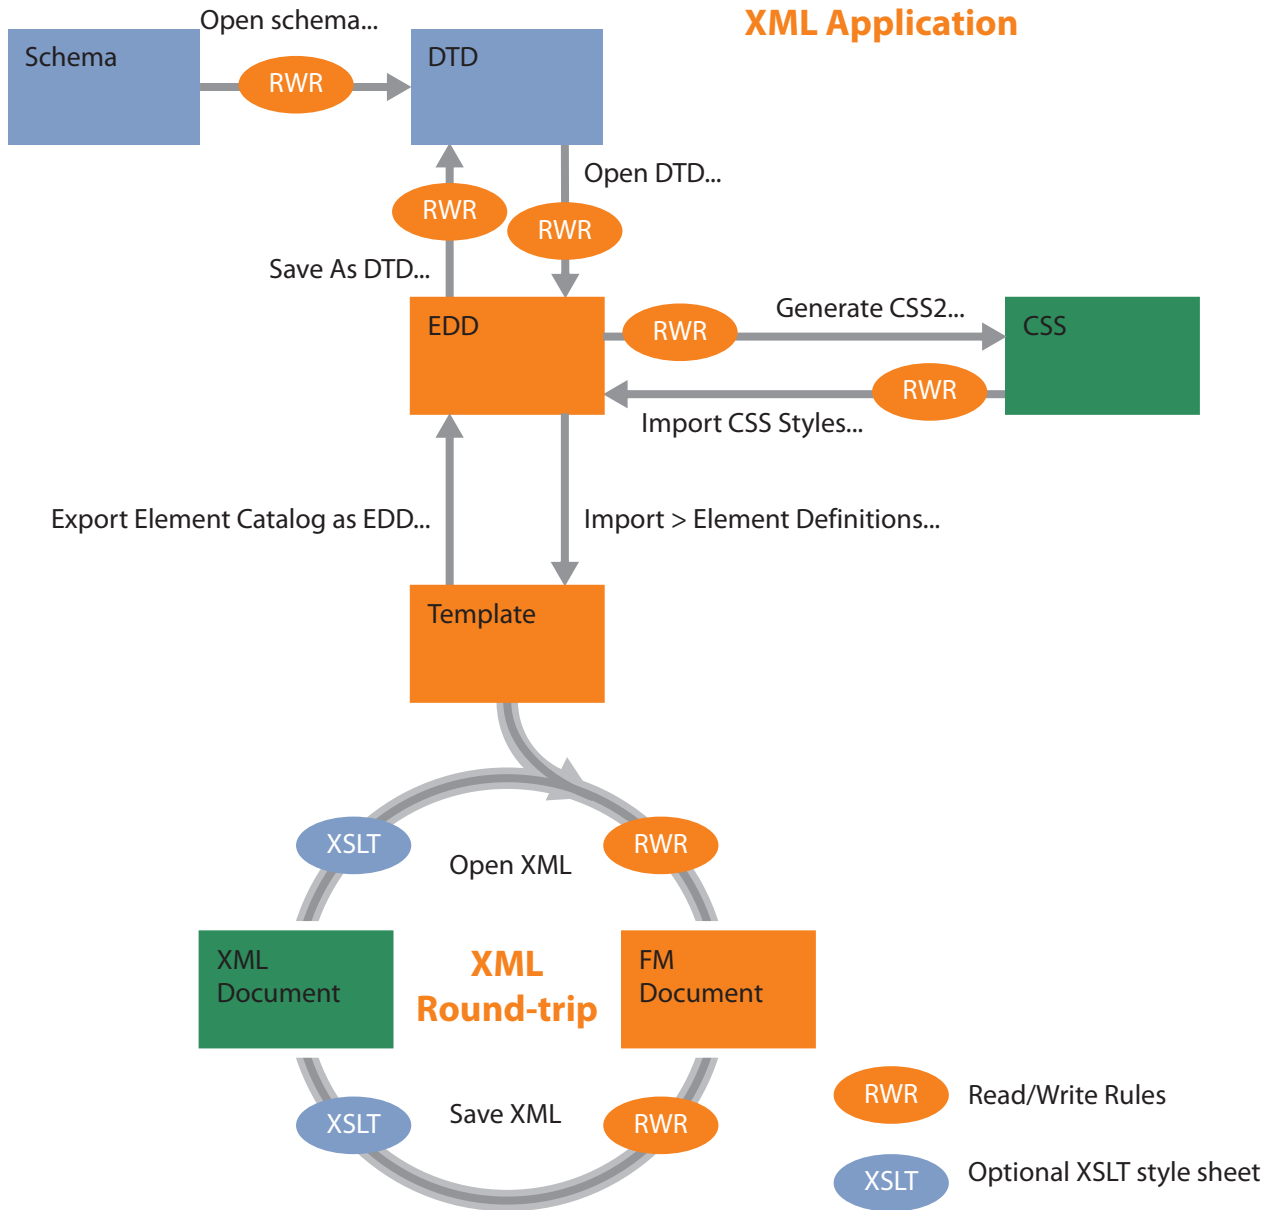 Open schema...
XML Application
Schema
RWR
DTD
Open DTD...
RWR
RWR
Save As DTD...
EDD
RWR
Generate CSS2...
CSS
RWR
Import CSS Styles...
Export Element Catalog as EDD...
Import > Element Definitions...
Template
XSLT
RWR
Open XML
XML
Document
XML
Round-trip
FM
Document
XSLT
Save XML
RWR
RWR
Read/Write Rules
XSLT
Optional XSLT style sheet